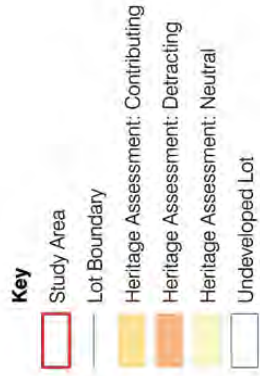 Key
Study Area
Lot Boundary
Heritage Assessment: Contributing
Heritage Assessment: Detracting
Heritage Assessment: Neutral
Undeveloped Lot